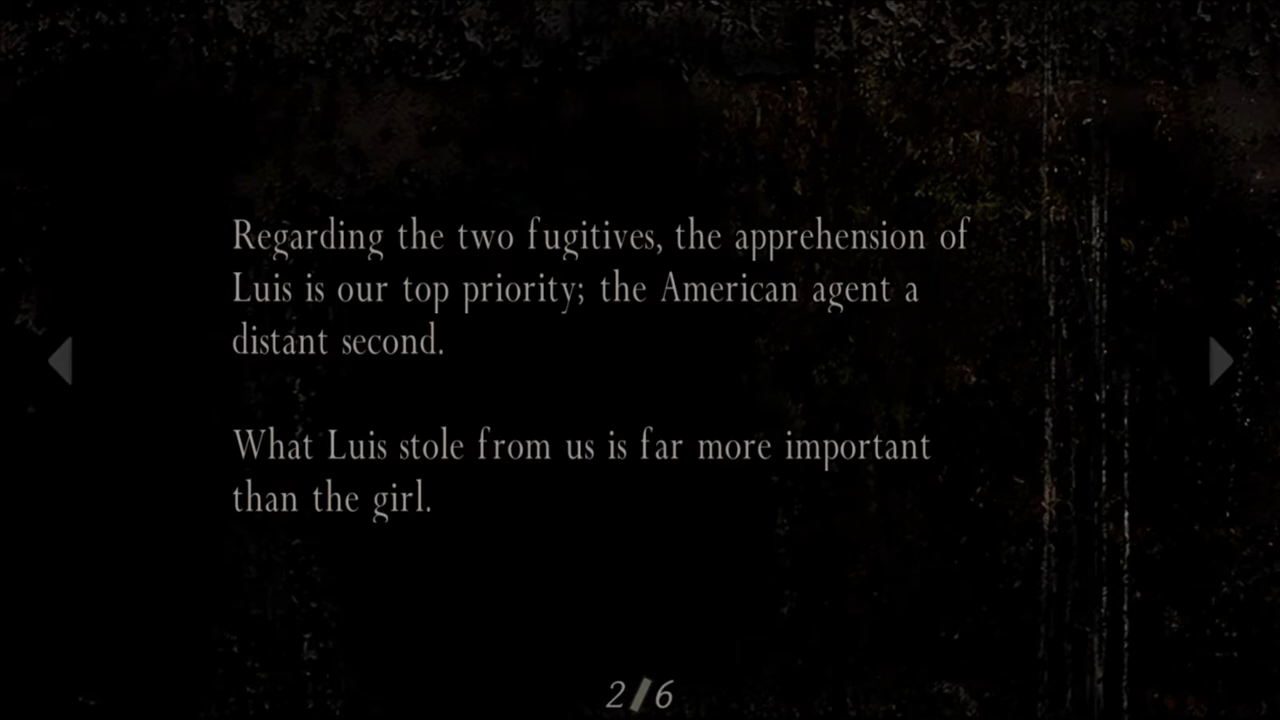 Regarding the two fugitives, the apprehension of
Luis is our top priority; the American agent a
distant second.
What Luis stole from us is far more important
than the girl.
2/6